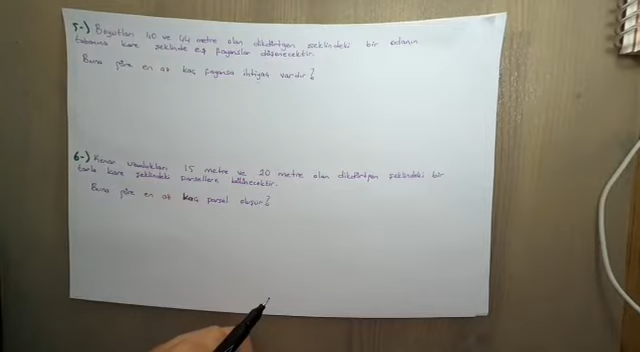 5-) Boyutları 40 ve 44 metre olan dikdörtgen şeklindeki bir odanın
tabanına kare şeklinde eş fayanslar döşenecektir.
Buna göre en az kaç fayansa ihtiyaç vardır?
6-) Kenar uzunlukları 15 metre ve 20 metre olan dikdörtgen şeklindeki bir
tarla kare şeklindeki parsellere bölünecektir.
Buna göre en az kaç parsel oluşur?